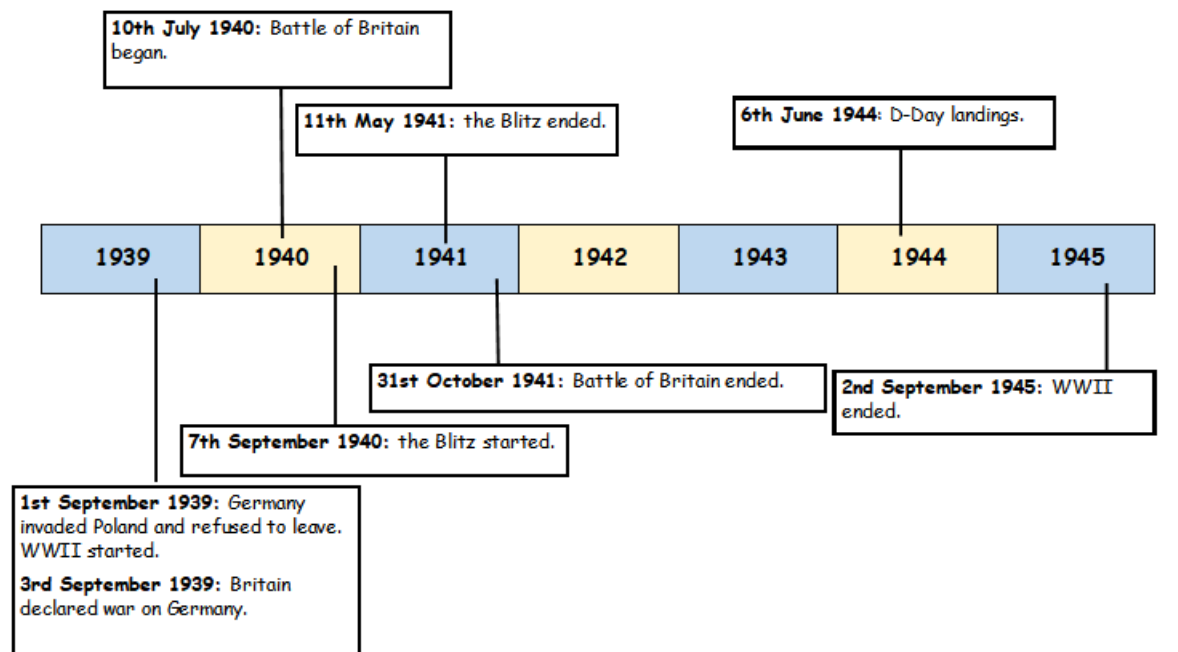 10th July 1940: Battle of Britain
began.
11th May 1941: the Blitz ended.
6th June 1944: D-Day landings.
1939
1940
1941
1942
1943
1944
1945
31st October 1941: Battle of Britain ended.
2nd September 1945: WWII
ended.
7th September 1940: the Blitz started.
1st September 1939: Germany
invaded Poland and refused to leave.
WWII started.
3rd September 1939: Britain
declared war on Germany.